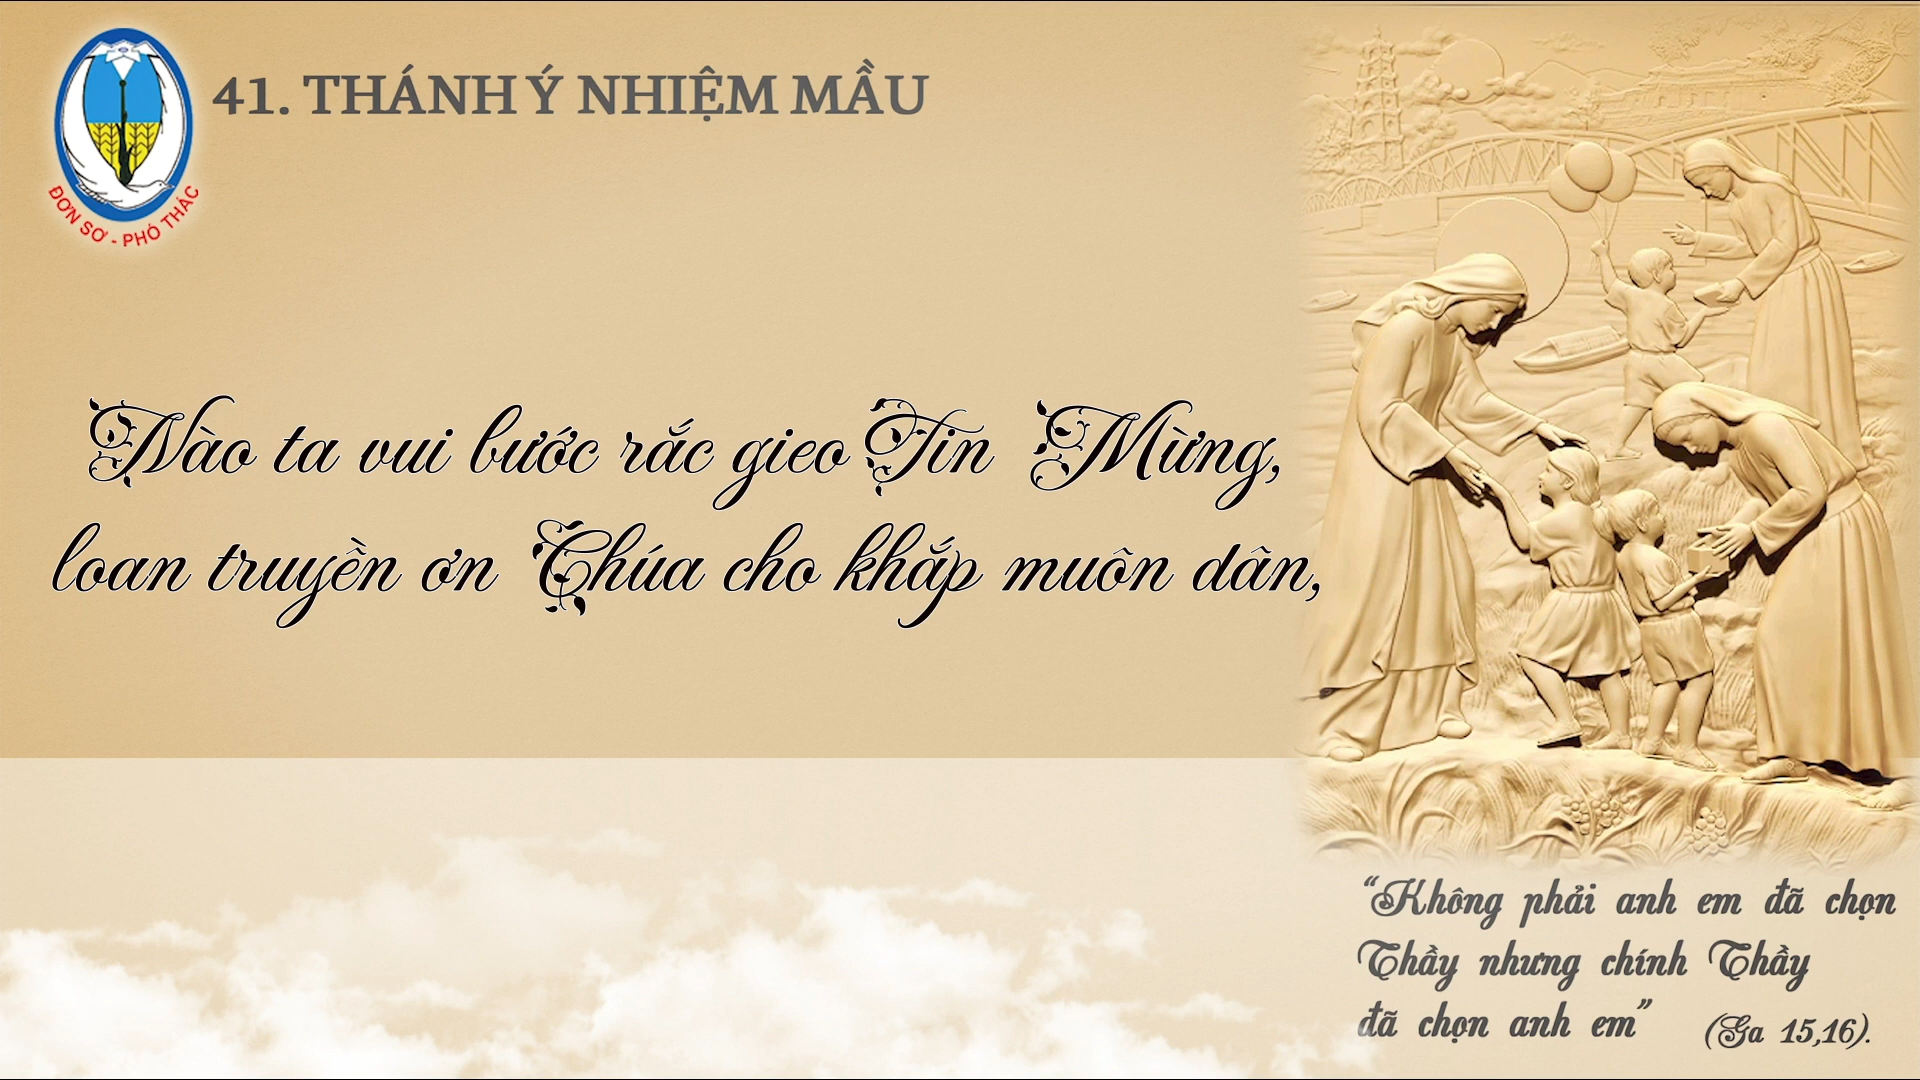 41. THÁNH Ý NHIỆM MẦU
ĐƠN SƠ - PHÓ THÁC
Nào ta vui bước rắc gieo Tin Mừng,
loan truyền ơn Chúa cho khắp muôn dân,
“Không phải anh em đã chọn
Thầy nhưng chính Thầy
đã chọn anh em” (Ga 15,16).